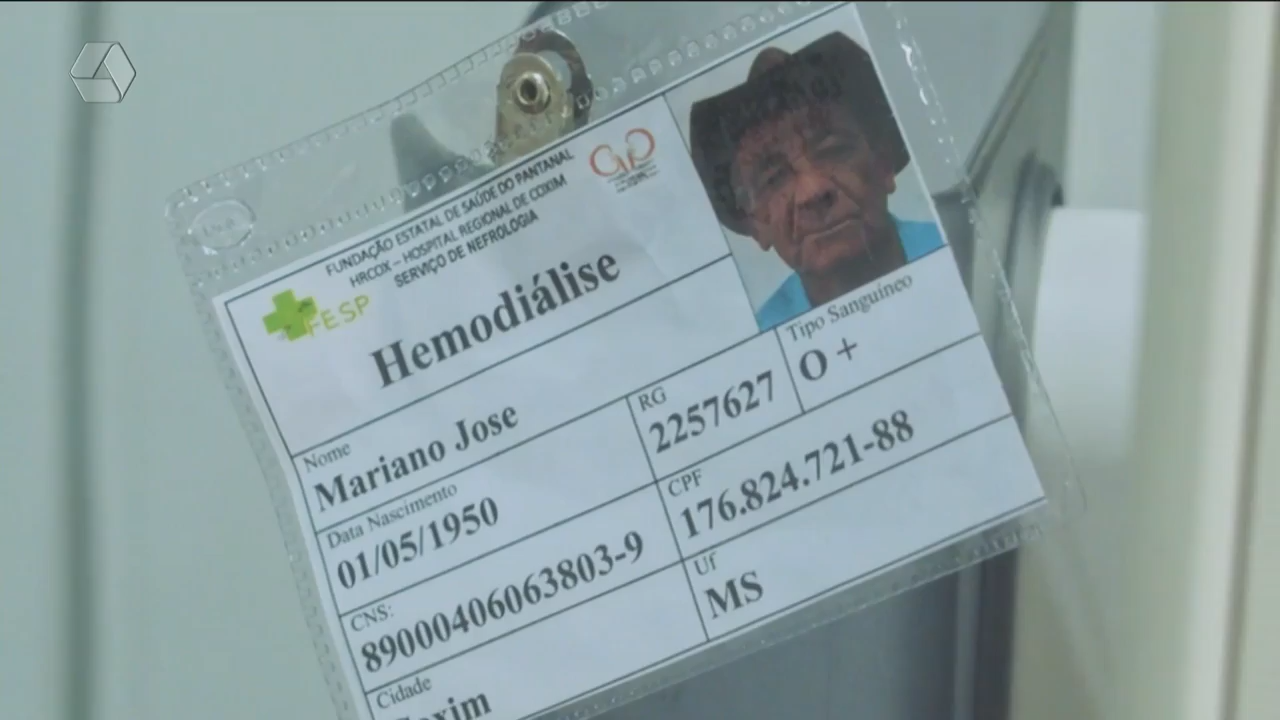 FUNDAÇÃO ESTATAL DE SAÚDE DO PANTANAL
HRCOX – HOSPITAL REGIONAL DE COXIM
SERVIÇO DE NEFROLOGIA
FESP
Hemodiálise
Nome
Mariano Jose
RG
2257627
Tipo Sanguíneo
O +
Data Nascimento
01/05/1950
CPF
176.824.721-88
CNS:
89000406063803-9
Uf
MS
Cidade
Coxim